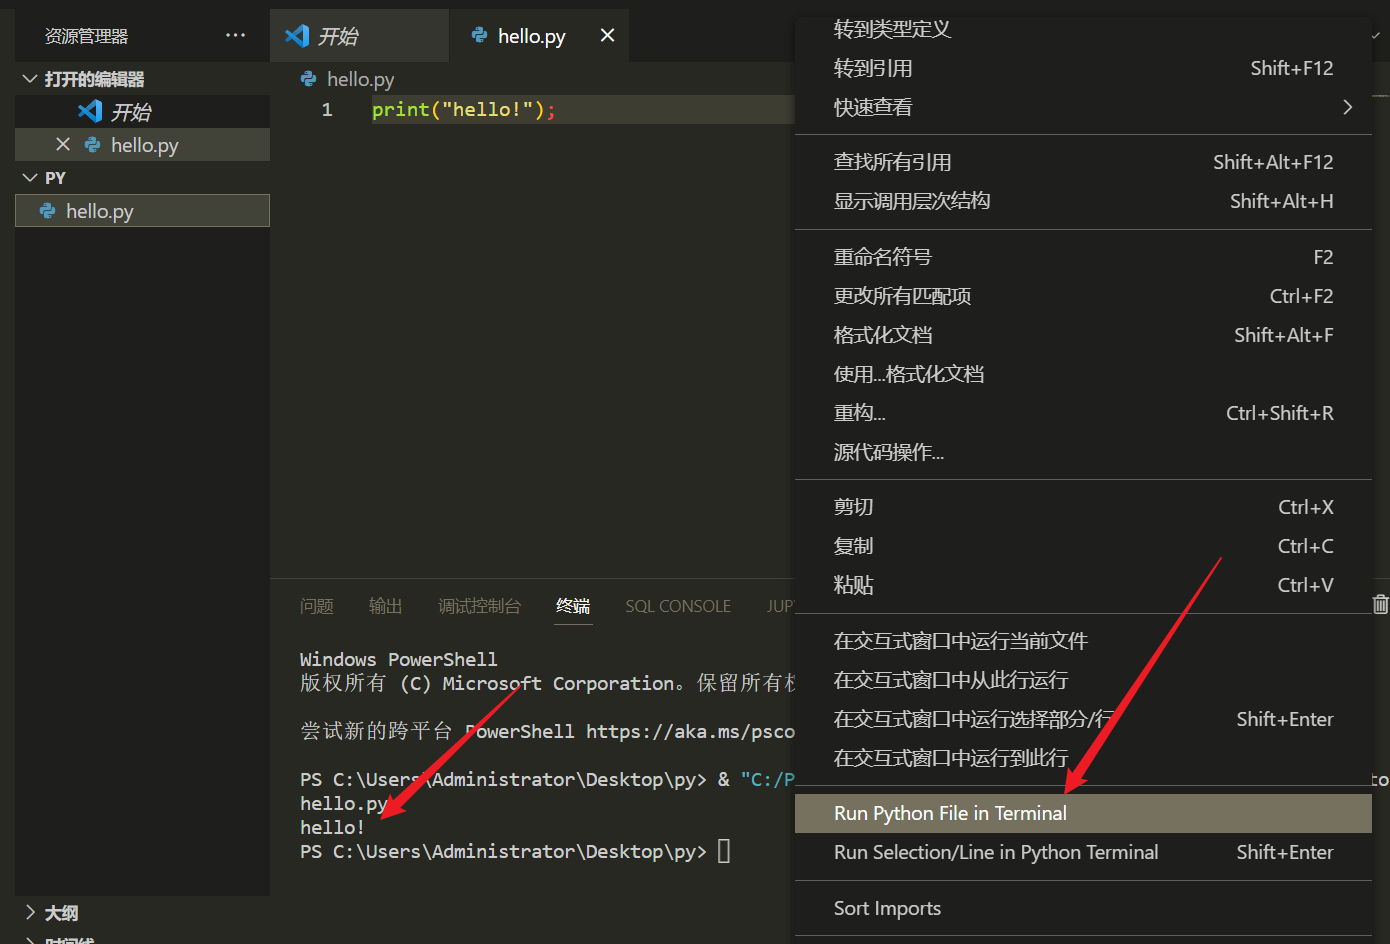 资源管理器 ···
打开的编辑器
开始
hello.py
PY
hello.py
大纲
时间线
开始
hello.py
hello.py
1 print("hello!");
问题 输出 调试控制台 终端 SQL CONSOLE JUP
Windows PowerShell
版权所有 (C) Microsoft Corporation。保留所有权
尝试新的跨平台 PowerShell https://aka.ms/psco
PS C:\Users\Administrator\Desktop\py> & "C:/P
to
hello.py
hello!
PS C:\Users\Administrator\Desktop\py>
转到类型定义
转到引用 Shift+F12
快速查看
查找所有引用 Shift+Alt+F12
显示调用层次结构 Shift+Alt+H
重命名符号 F2
更改所有匹配项 Ctrl+F2
格式化文档 Shift+Alt+F
使用...格式化文档
重构... Ctrl+Shift+R
源代码操作...
剪切 Ctrl+X
复制 Ctrl+C
粘贴 Ctrl+V
在交互式窗口中运行当前文件
在交互式窗口中从此行运行
在交互式窗口中运行选择部分/行 Shift+Enter
在交互式窗口中运行到此行
Run Python File in Terminal
Run Selection/Line in Python Terminal Shift+Enter
Sort Imports